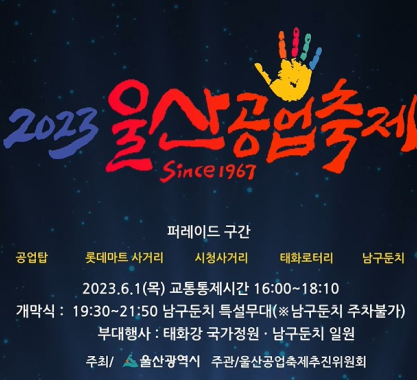 2023 울산공업축제
Since 1967
퍼레이드 구간
공업탑 롯데마트 사거리 시청사거리 태화로터리 남구둔치
2023.6.1(목) 교통통제시간 16:00~18:10
개막식 : 19:30~21:50 남구둔치 특설무대(※남구둔치 주차불가)
부대행사 : 태화강 국가정원 · 남구둔치 일원
주최/ 울산광역시 주관/울산공업축제추진위원회